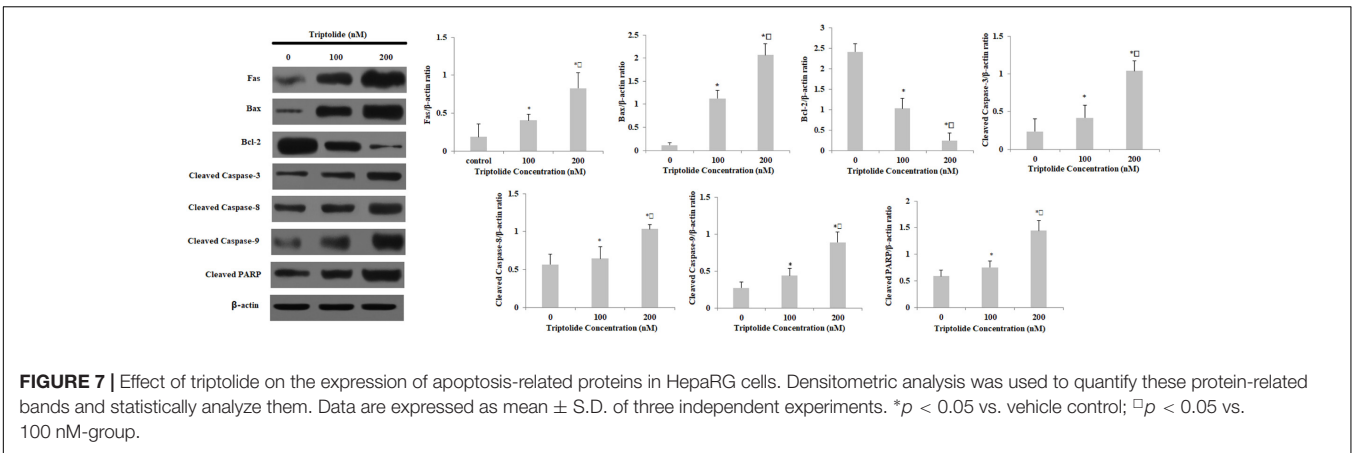 Triptolide (nM)
0 100 200
Fas
Bax
Bcl-2
Cleaved Caspase-3
Cleaved Caspase-8
Cleaved Caspase-9
Cleaved PARP
β-actin
Fas/β-actin ratio
1.5
1
0.5
0
*
*□
control 100 200
Triptolide Concentration (nM)
Bax/β-actin ratio
2.5
2
1.5
1
0.5
0
*
*□
0 100 200
Triptolide Concentration (nM)
Bcl-2/β-actin ratio
3
2.5
2
1.5
1
0.5
0
*
*□
0 100 200
Triptolide Concentration (nM)
Cleaved Caspase-3/β-actin ratio
1.5
1
0.5
0
*
*□
0 100 200
Triptolide Concentration (nM)
Cleaved Caspase-8/β-actin ratio
1.5
1
0.5
0
*
*□
0 100 200
Triptolide Concentration (nM)
Cleaved Caspase-9/β-actin ratio
1.5
1
0.5
0
*
*□
0 100 200
Triptolide Concentration (nM)
Cleaved PARP/β-actin ratio
2
1.5
1
0.5
0
*
*□
0 100 200
Triptolide Concentration (nM)
FIGURE 7 | Effect of triptolide on the expression of apoptosis-related proteins in HepaRG cells. Densitometric analysis was used to quantify these protein-related
bands and statistically analyze them. Data are expressed as mean ± S.D. of three independent experiments. *p < 0.05 vs. vehicle control; □p < 0.05 vs.
100 nM-group.